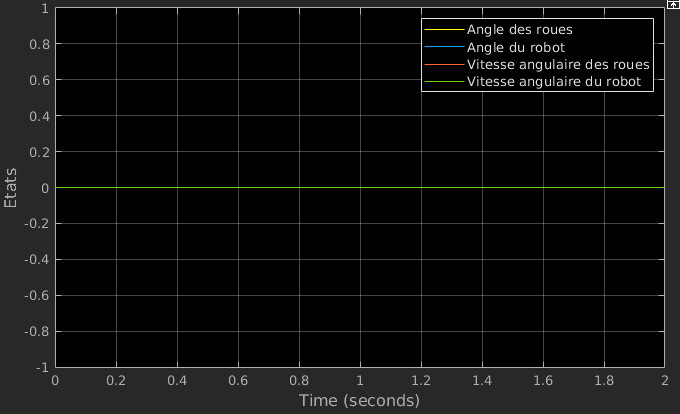 1
0.8
0.6
0.4
0.2
0
-0.2
-0.4
-0.6
-0.8
-1
Etats
Angle des roues
Angle du robot
Vitesse angulaire des roues
Vitesse angulaire du robot
0 0.2 0.4 0.6 0.8 1 1.2 1.4 1.6 1.8 2
Time (seconds)